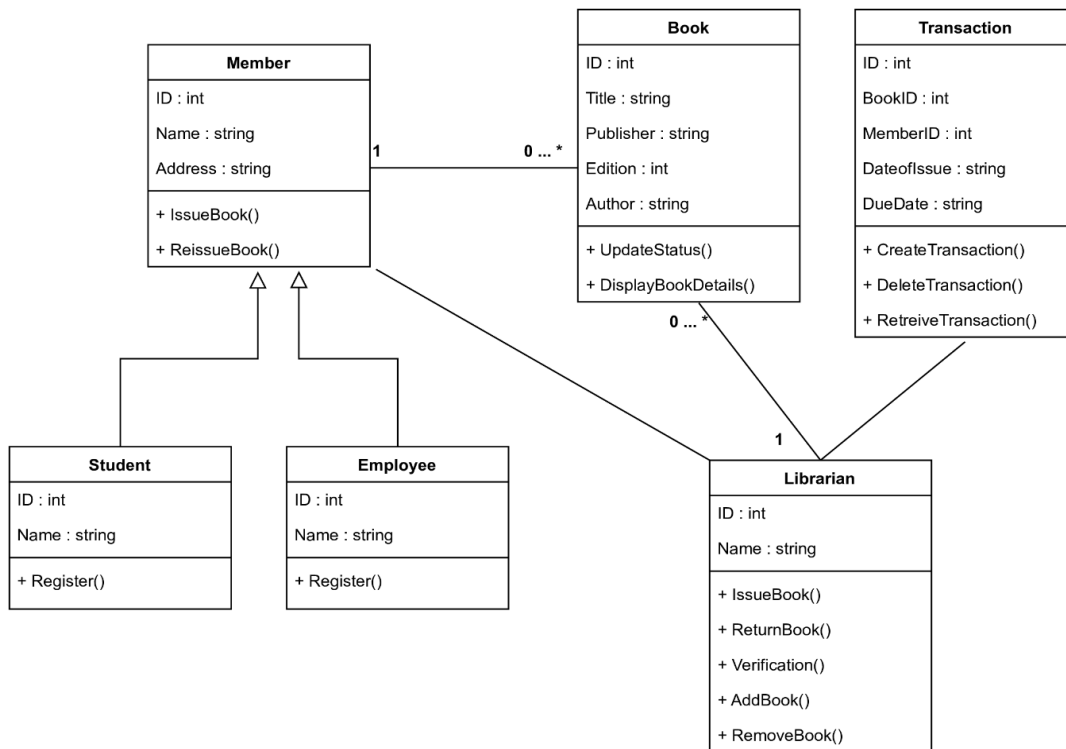 Member
ID : int
Name : string
Address : string
+ IssueBook()
+ ReissueBook()
1
0 ... *
Book
ID : int
Title : string
Publisher : string
Edition : int
Author : string
+ UpdateStatus()
+ DisplayBookDetails()
Transaction
ID : int
BookID : int
MemberID : int
DateofIssue : string
DueDate : string
+ CreateTransaction()
+ DeleteTransaction()
+ RetreiveTransaction()
0 ... *
1
Student
ID : int
Name : string
+ Register()
Employee
ID : int
Name : string
+ Register()
Librarian
ID : int
Name : string
+ IssueBook()
+ ReturnBook()
+ Verification()
+ AddBook()
+ RemoveBook()